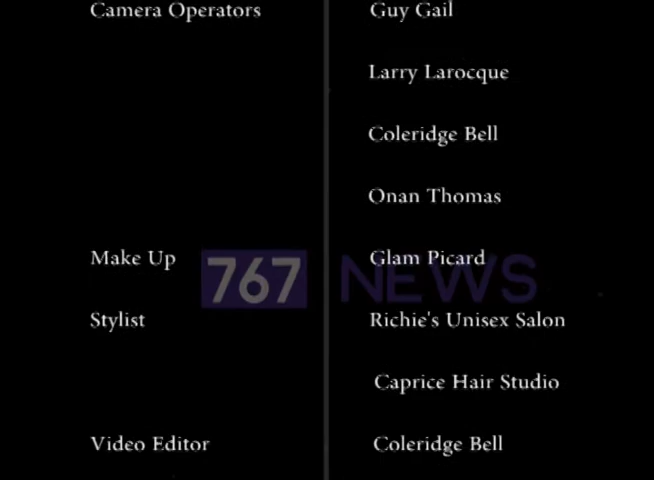 Camera Operators Guy Gail
Larry Larocque
Coleridge Bell
Onan Thomas
Make Up Glam Picard
767 NEWS
Stylist Richie's Unisex Salon
Caprice Hair Studio
Video Editor Coleridge Bell